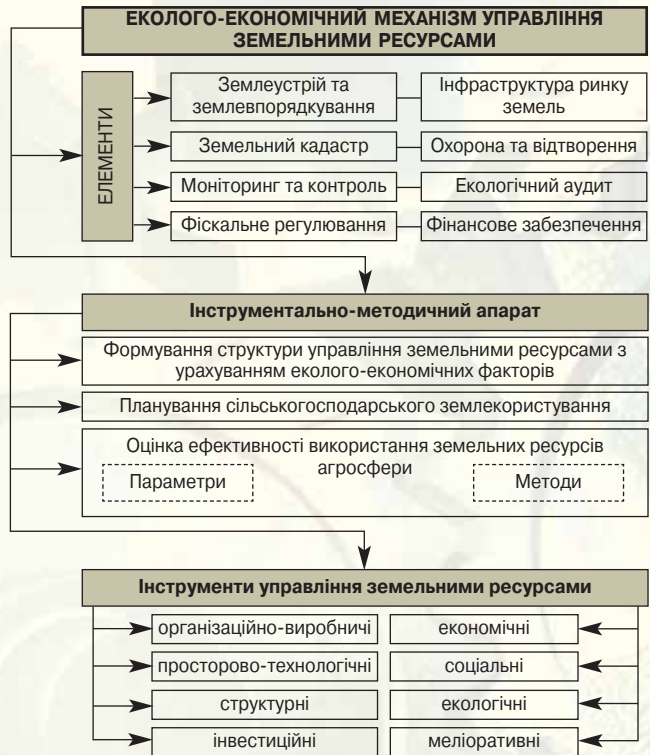 ЕКОЛОГО-ЕКОНОМІЧНИЙ МЕХАНІЗМ УПРАВЛІННЯ
ЗЕМЕЛЬНИМИ РЕСУРСАМИ
ЕЛЕМЕНТИ
Землеустрій та
землевпорядкування
Інфраструктура ринку
земель
Земельний кадастр
Охорона та відтворення
Моніторинг та контроль
Екологічний аудит
Фіскальне регулювання
Фінансове забезпечення
Інструментально-методичний апарат
Формування структури управління земельними ресурсами з
урахуванням еколого-економічних факторів
Планування сільськогосподарського землекористування
Оцінка ефективності використання земельних ресурсів
агросфери
Параметри
Методи
Інструменти управління земельними ресурсами
організаційно-виробничі
економічні
просторово-технологічні
соціальні
структурні
екологічні
інвестиційні
меліоративні